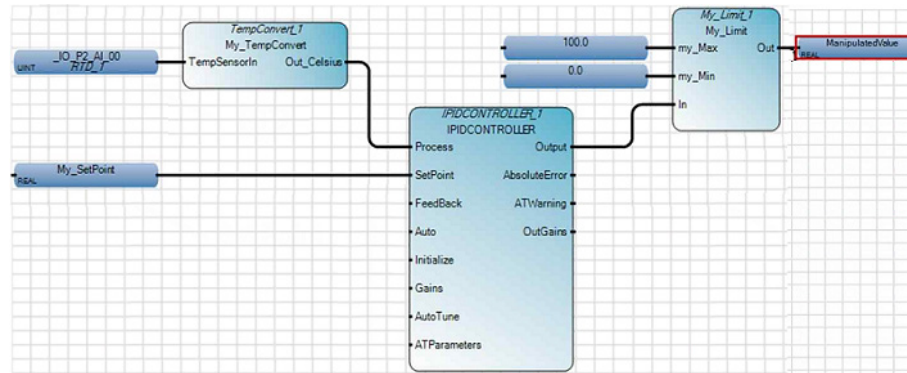 TempConvert_1
My_TempConvert
TempSensorIn Out_Celsius
_IO_P2_AI_00
RTD_T
UINT
My_SetPoint
REAL
IPIDCONTROLLER_1
IPIDCONTROLLER
Process Output
SetPoint AbsoluteError
FeedBack ATWarning
Auto OutGains
Initialize
Gains
AutoTune
ATParameters
100.0
0.0
My_Limit_1
My_Limit
my_Max Out
my_Min
In
ManipulatedValue
REAL